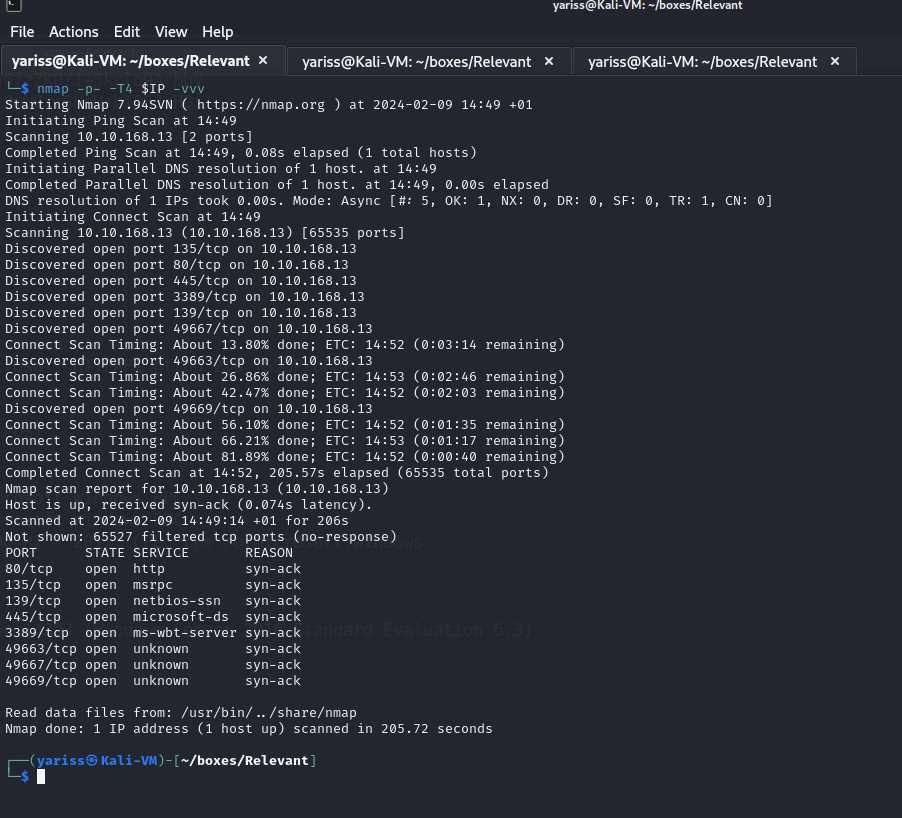 yariss@Kali-VM: ~/boxes/Relevant
File Actions Edit View Help
yariss@Kali-VM: ~/boxes/Relevant × yariss@Kali-VM: ~/boxes/Relevant × yariss@Kali-VM: ~/boxes/Relevant ×
└─$ nmap -p- -T4 $IP -vvv
Starting Nmap 7.94SVN ( https://nmap.org ) at 2024-02-09 14:49 +01
Initiating Ping Scan at 14:49
Scanning 10.10.168.13 [2 ports]
Completed Ping Scan at 14:49, 0.08s elapsed (1 total hosts)
Initiating Parallel DNS resolution of 1 host. at 14:49
Completed Parallel DNS resolution of 1 host. at 14:49, 0.00s elapsed
DNS resolution of 1 IPs took 0.00s. Mode: Async [#: 5, OK: 1, NX: 0, DR: 0, SF: 0, TR: 1, CN: 0]
Initiating Connect Scan at 14:49
Scanning 10.10.168.13 (10.10.168.13) [65535 ports]
Discovered open port 135/tcp on 10.10.168.13
Discovered open port 80/tcp on 10.10.168.13
Discovered open port 445/tcp on 10.10.168.13
Discovered open port 3389/tcp on 10.10.168.13
Discovered open port 139/tcp on 10.10.168.13
Discovered open port 49667/tcp on 10.10.168.13
Connect Scan Timing: About 13.80% done; ETC: 14:52 (0:03:14 remaining)
Discovered open port 49663/tcp on 10.10.168.13
Connect Scan Timing: About 26.86% done; ETC: 14:53 (0:02:46 remaining)
Connect Scan Timing: About 42.47% done; ETC: 14:52 (0:02:03 remaining)
Discovered open port 49669/tcp on 10.10.168.13
Connect Scan Timing: About 56.10% done; ETC: 14:52 (0:01:35 remaining)
Connect Scan Timing: About 66.21% done; ETC: 14:53 (0:01:17 remaining)
Connect Scan Timing: About 81.89% done; ETC: 14:52 (0:00:40 remaining)
Completed Connect Scan at 14:52, 205.57s elapsed (65535 total ports)
Nmap scan report for 10.10.168.13 (10.10.168.13)
Host is up, received syn-ack (0.074s latency).
Scanned at 2024-02-09 14:49:14 +01 for 206s
Not shown: 65527 filtered tcp ports (no-response)
PORT STATE SERVICE REASON
80/tcp open http syn-ack
135/tcp open msrpc syn-ack
139/tcp open netbios-ssn syn-ack
445/tcp open microsoft-ds syn-ack
3389/tcp open ms-wbt-server syn-ack
49663/tcp open unknown syn-ack
49667/tcp open unknown syn-ack
49669/tcp open unknown syn-ack
Read data files from: /usr/bin/../share/nmap
Nmap done: 1 IP address (1 host up) scanned in 205.72 seconds
┌──(yariss㉿Kali-VM)-[~/boxes/Relevant]
└─$